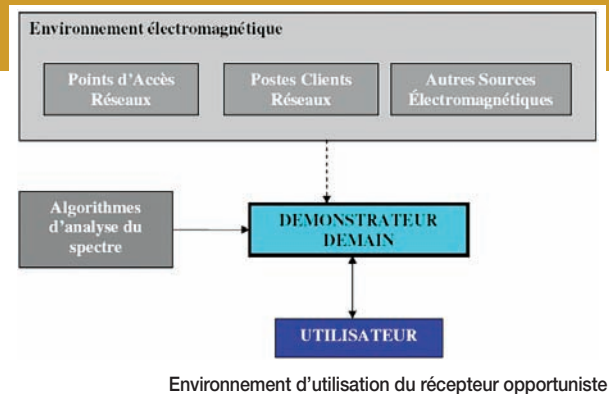 Environnement électromagnétique
Points d'Accès
Réseaux
Postes Clients
Réseaux
Autres Sources
Électromagnétiques
Algorithmes
d'analyse du
spectre
DEMONSTRATEUR
DEMAIN
UTILISATEUR
Environnement d'utilisation du récepteur opportuniste